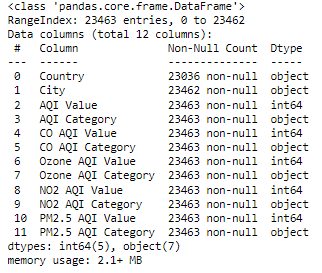 <class 'pandas.core.frame.DataFrame'>
RangeIndex: 23463 entries, 0 to 23462
Data columns (total 12 columns):
 #   Column              Non-Null Count  Dtype
---  ------              --------------  -----
 0   Country             23036 non-null  object
 1   City                23462 non-null  object
 2   AQI Value           23463 non-null  int64
 3   AQI Category        23463 non-null  object
 4   CO AQI Value        23463 non-null  int64
 5   CO AQI Category     23463 non-null  object
 6   Ozone AQI Value     23463 non-null  int64
 7   Ozone AQI Category  23463 non-null  object
 8   NO2 AQI Value       23463 non-null  int64
 9   NO2 AQI Category    23463 non-null  object
 10  PM2.5 AQI Value     23463 non-null  int64
 11  PM2.5 AQI Category  23463 non-null  object
dtypes: int64(5), object(7)
memory usage: 2.1+ MB